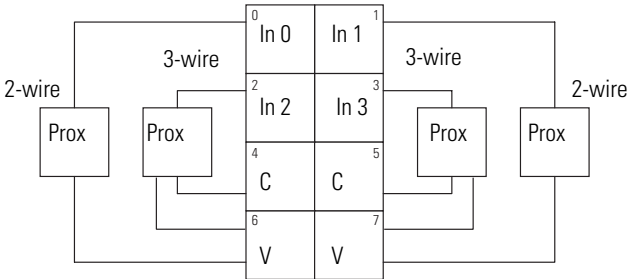 0
In 0
1
In 1
3-wire
3-wire
2-wire
2-wire
2
In 2
3
In 3
Prox
Prox
Prox
Prox
4
C
5
C
6
V
7
V